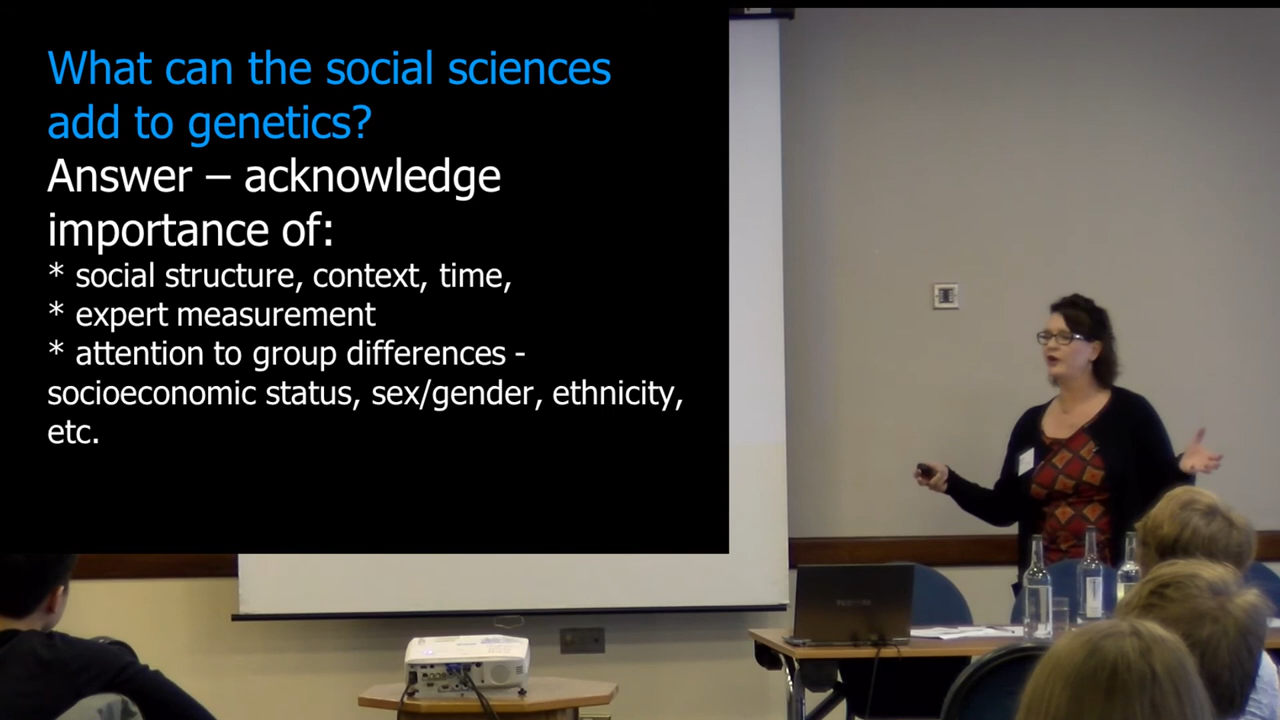 What can the social sciences
add to genetics?
Answer – acknowledge
importance of:
* social structure, context, time,
* expert measurement
* attention to group differences -
socioeconomic status, sex/gender, ethnicity,
etc.
TOSHIBA